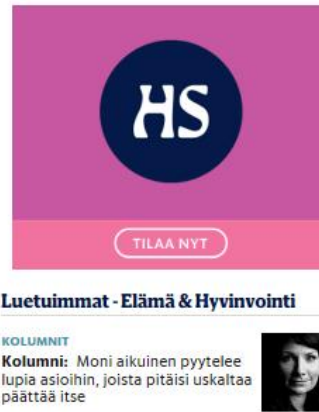 HS
TILAA NYT
Luetuimmat - Elämä & Hyvinvointi
KOLUMNIT
Kolumni: Moni aikuinen pyytelee
lupia asioihin, joista pitäisi uskaltaa
päättää itse